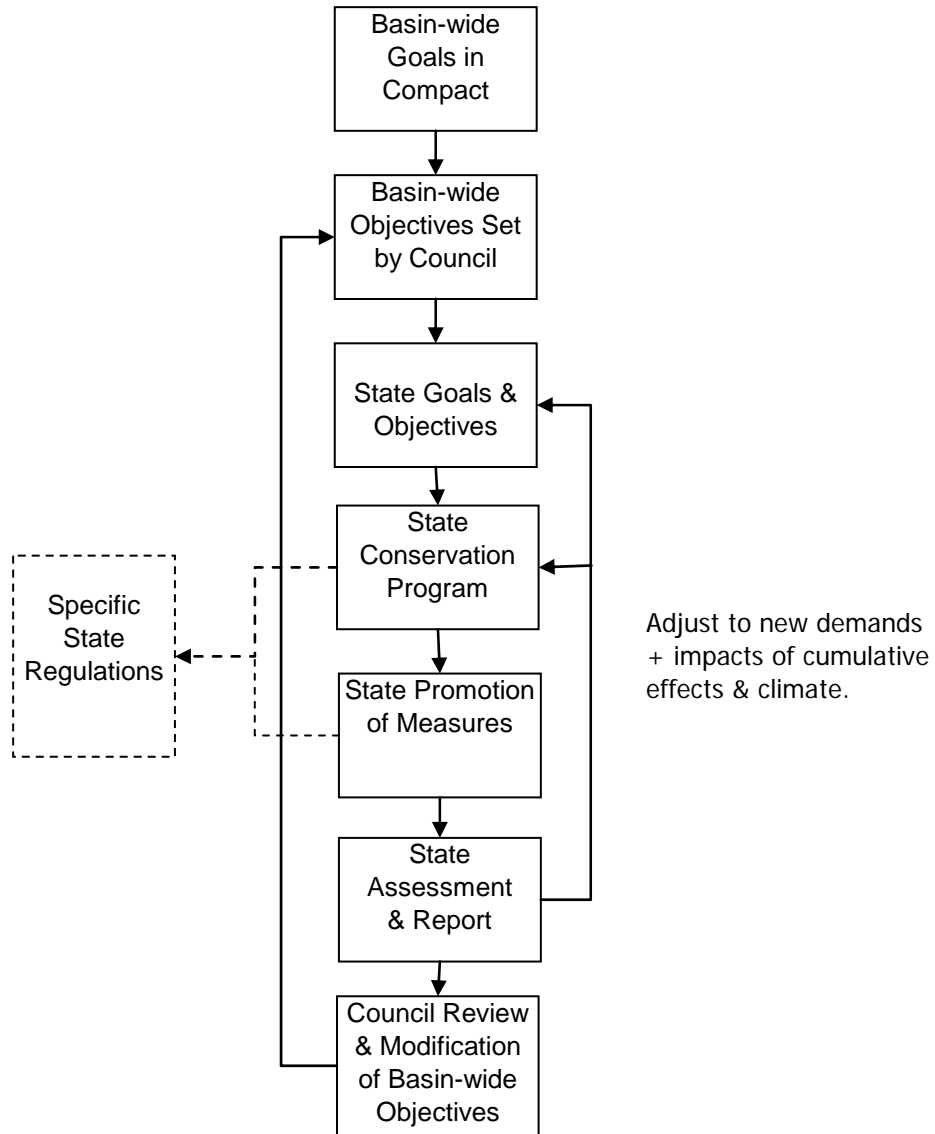 Basin-wide
Goals in
Compact
Basin-wide
Objectives Set
by Council
State Goals &
Objectives
State
Conservation
Program
Specific
State
Regulations
Adjust to new demands
+ impacts of cumulative
effects & climate.
State Promotion
of Measures
State
Assessment
& Report
Council Review
& Modification
of Basin-wide
Objectives